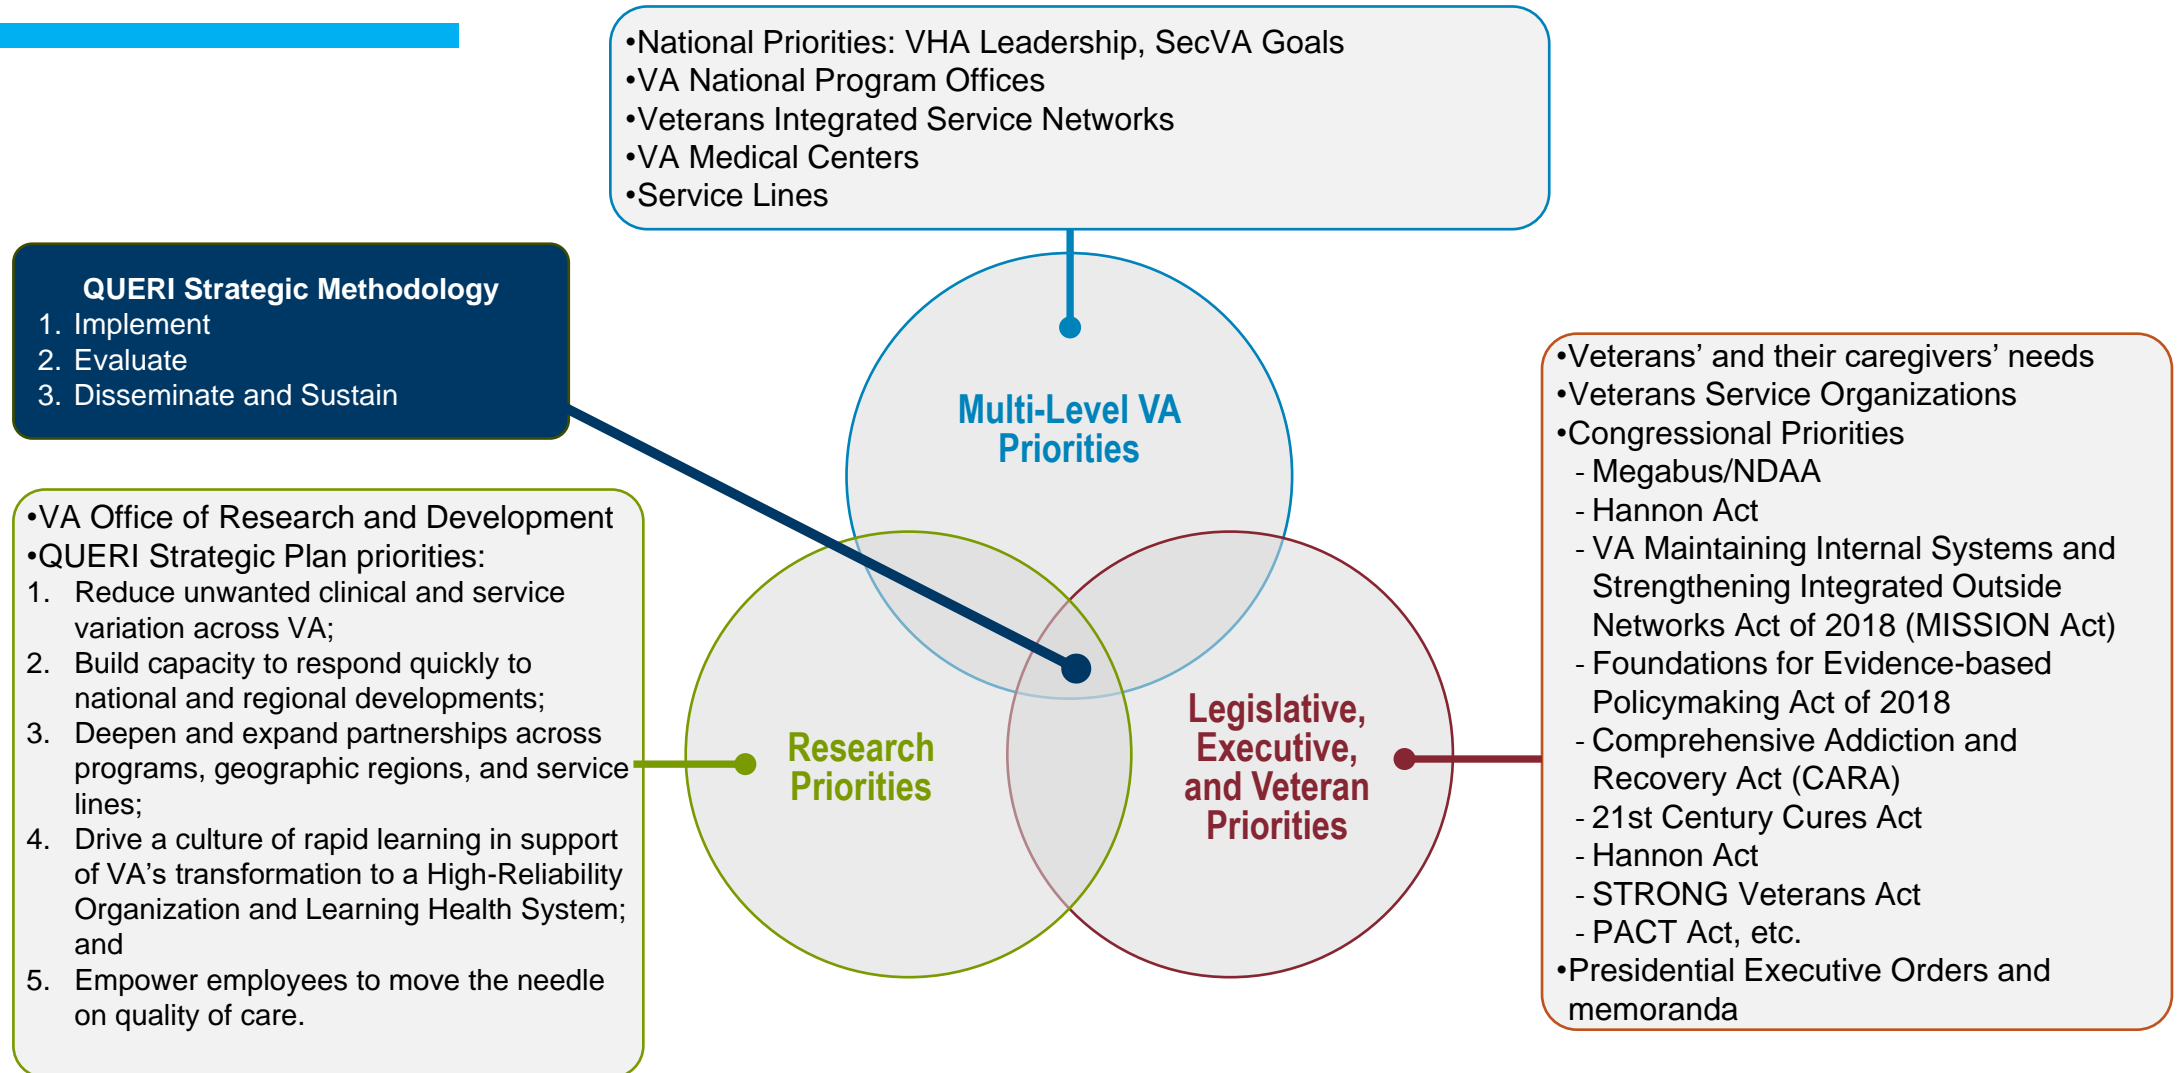 •National Priorities: VHA Leadership, SecVA Goals
•VA National Program Offices
•Veterans Integrated Service Networks
•VA Medical Centers
•Service Lines
QUERI Strategic Methodology
1. Implement
2. Evaluate
3. Disseminate and Sustain
•VA Office of Research and Development
•QUERI Strategic Plan priorities:
1. Reduce unwanted clinical and service
variation across VA;
2. Build capacity to respond quickly to
national and regional developments;
3. Deepen and expand partnerships across
programs, geographic regions, and service
lines;
4. Drive a culture of rapid learning in support
of VA’s transformation to a High-Reliability
Organization and Learning Health System;
and
5. Empower employees to move the needle
on quality of care.
Multi-Level VA
Priorities
Research
Priorities
Legislative,
Executive,
and Veteran
Priorities
•Veterans’ and their caregivers’ needs
•Veterans Service Organizations
•Congressional Priorities
- Megabus/NDAA
- Hannon Act
- VA Maintaining Internal Systems and
Strengthening Integrated Outside
Networks Act of 2018 (MISSION Act)
- Foundations for Evidence-based
Policymaking Act of 2018
- Comprehensive Addiction and
Recovery Act (CARA)
- 21st Century Cures Act
- Hannon Act
- STRONG Veterans Act
- PACT Act, etc.
•Presidential Executive Orders and
memoranda